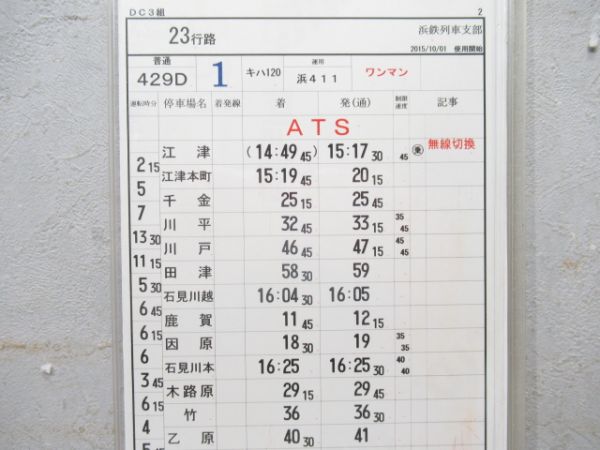 DC3組 2
23行路 浜鉄列車支部
2015/10/01 使用開始
普通 429D 1 キハ120 運用 浜411 ワンマン
運転時分 停車場名 着発線 着 発(通) 制限速度 記事
ATS
江津 (14:49 45) 15:17 30 45 乗 無線切換
2 15
江津本町 15:19 45 20 15
5
千金 25 15 25 45
7
川平 32 45 33 15 35 45
13 30
川戸 46 45 47 15 45 45
11 15
田津 58 30 59
5 30
石見川越 16:04 30 16:05
6 45
鹿賀 11 45 12 15
6 15
因原 18 30 19 35 35
6
石見川本 16:25 16:25 30 40 40
3 45
木路原 29 15 29 45
6 15
竹 36 36 30
4
乙原 40 30 41